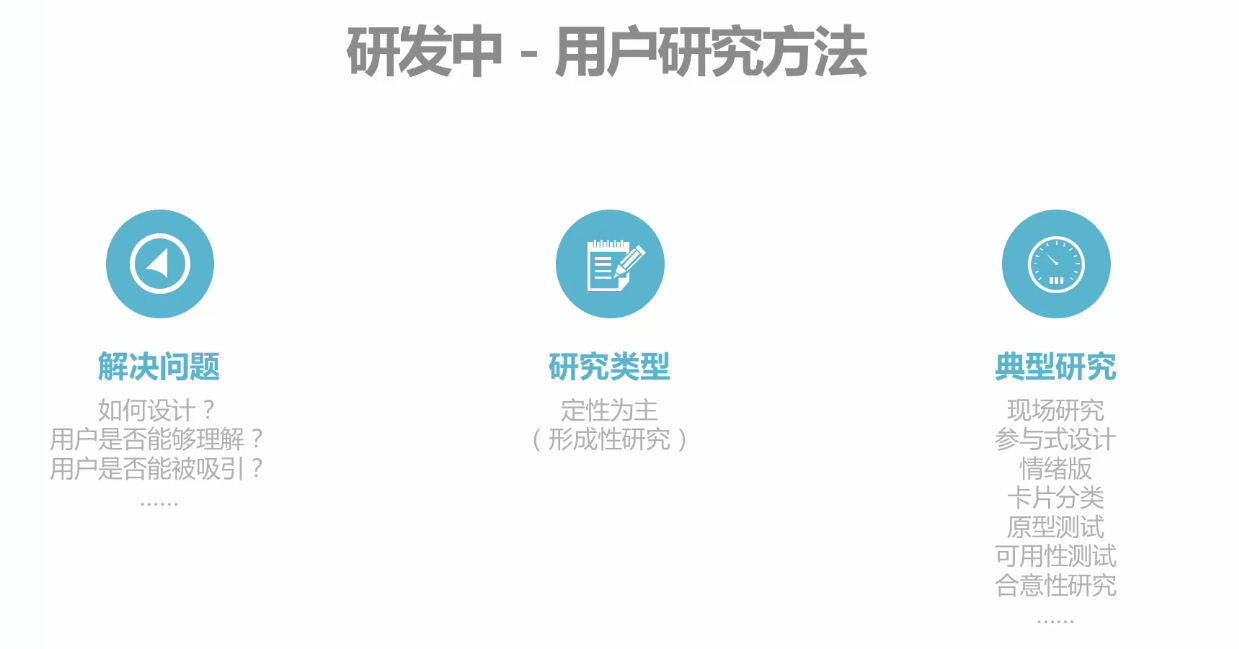 研发中 - 用户研究方法
解决问题
如何设计？
用户是否能够理解？
用户是否能被吸引？
……
研究类型
定性为主
（形成性研究）
典型研究
现场研究
参与式设计
情绪版
卡片分类
原型测试
可用性测试
合意性研究
……